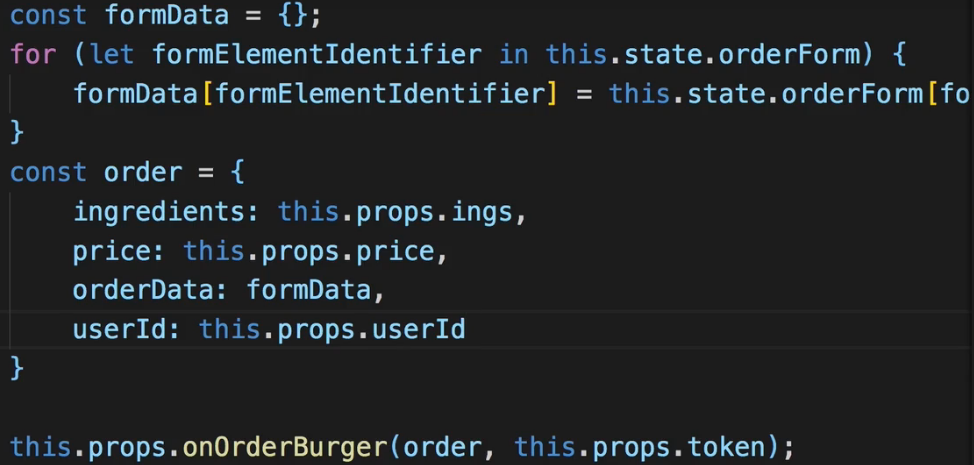 const formData = {};
for (let formElementIdentifier in this.state.orderForm) {
formData[formElementIdentifier] = this.state.orderForm[fo
}
const order = {
ingredients: this.props.ings,
price: this.props.price,
orderData: formData,
userId: this.props.userId
}
this.props.onOrderBurger(order, this.props.token);